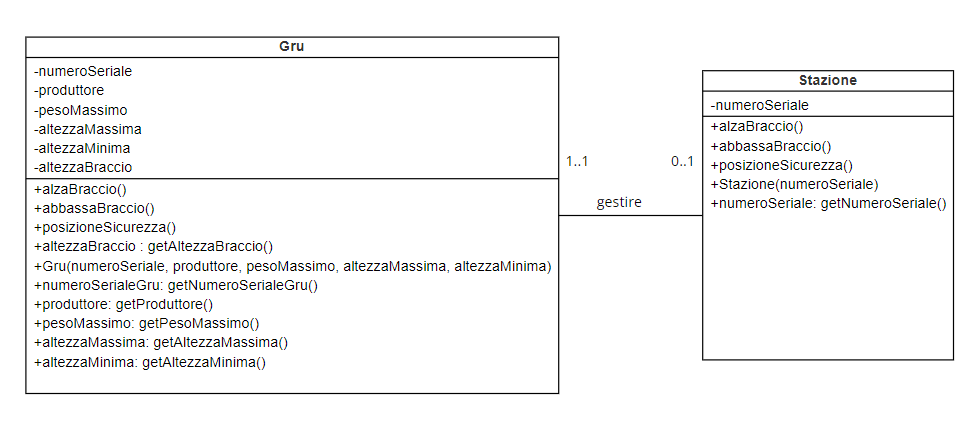 Gru
-numeroSeriale
-produttore
-pesoMassimo
-altezzaMassima
-altezzaMinima
-altezzaBraccio
+alzaBraccio()
+abbassaBraccio()
+posizioneSicurezza()
+altezzaBraccio : getAltezzaBraccio()
+Gru(numeroSeriale, produttore, pesoMassimo, altezzaMassima, altezzaMinima)
+numeroSerialeGru: getNumeroSerialeGru()
+produttore: getProduttore()
+pesoMassimo: getPesoMassimo()
+altezzaMassima: getAltezzaMassima()
+altezzaMinima: getAltezzaMinima()
1..1
0..1
gestire
Stazione
-numeroSeriale
+alzaBraccio()
+abbassaBraccio()
+posizioneSicurezza()
+Stazione(numeroSeriale)
+numeroSeriale: getNumeroSeriale()